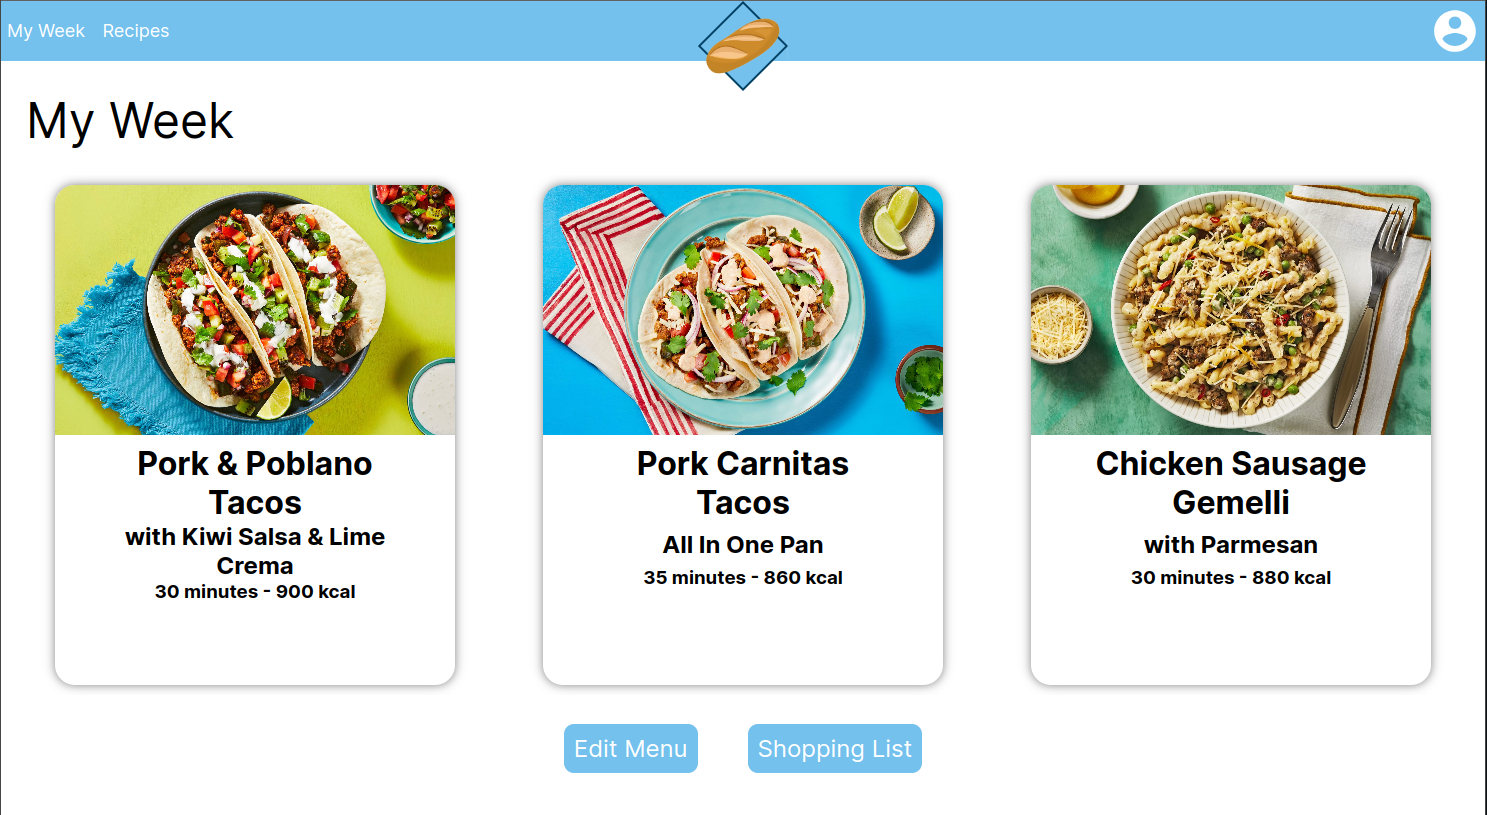 My Week Recipes
My Week
Pork & Poblano
Tacos
with Kiwi Salsa & Lime
Crema
30 minutes - 900 kcal
Pork Carnitas
Tacos
All In One Pan
35 minutes - 860 kcal
Chicken Sausage
Gemelli
with Parmesan
30 minutes - 880 kcal
Edit Menu
Shopping List